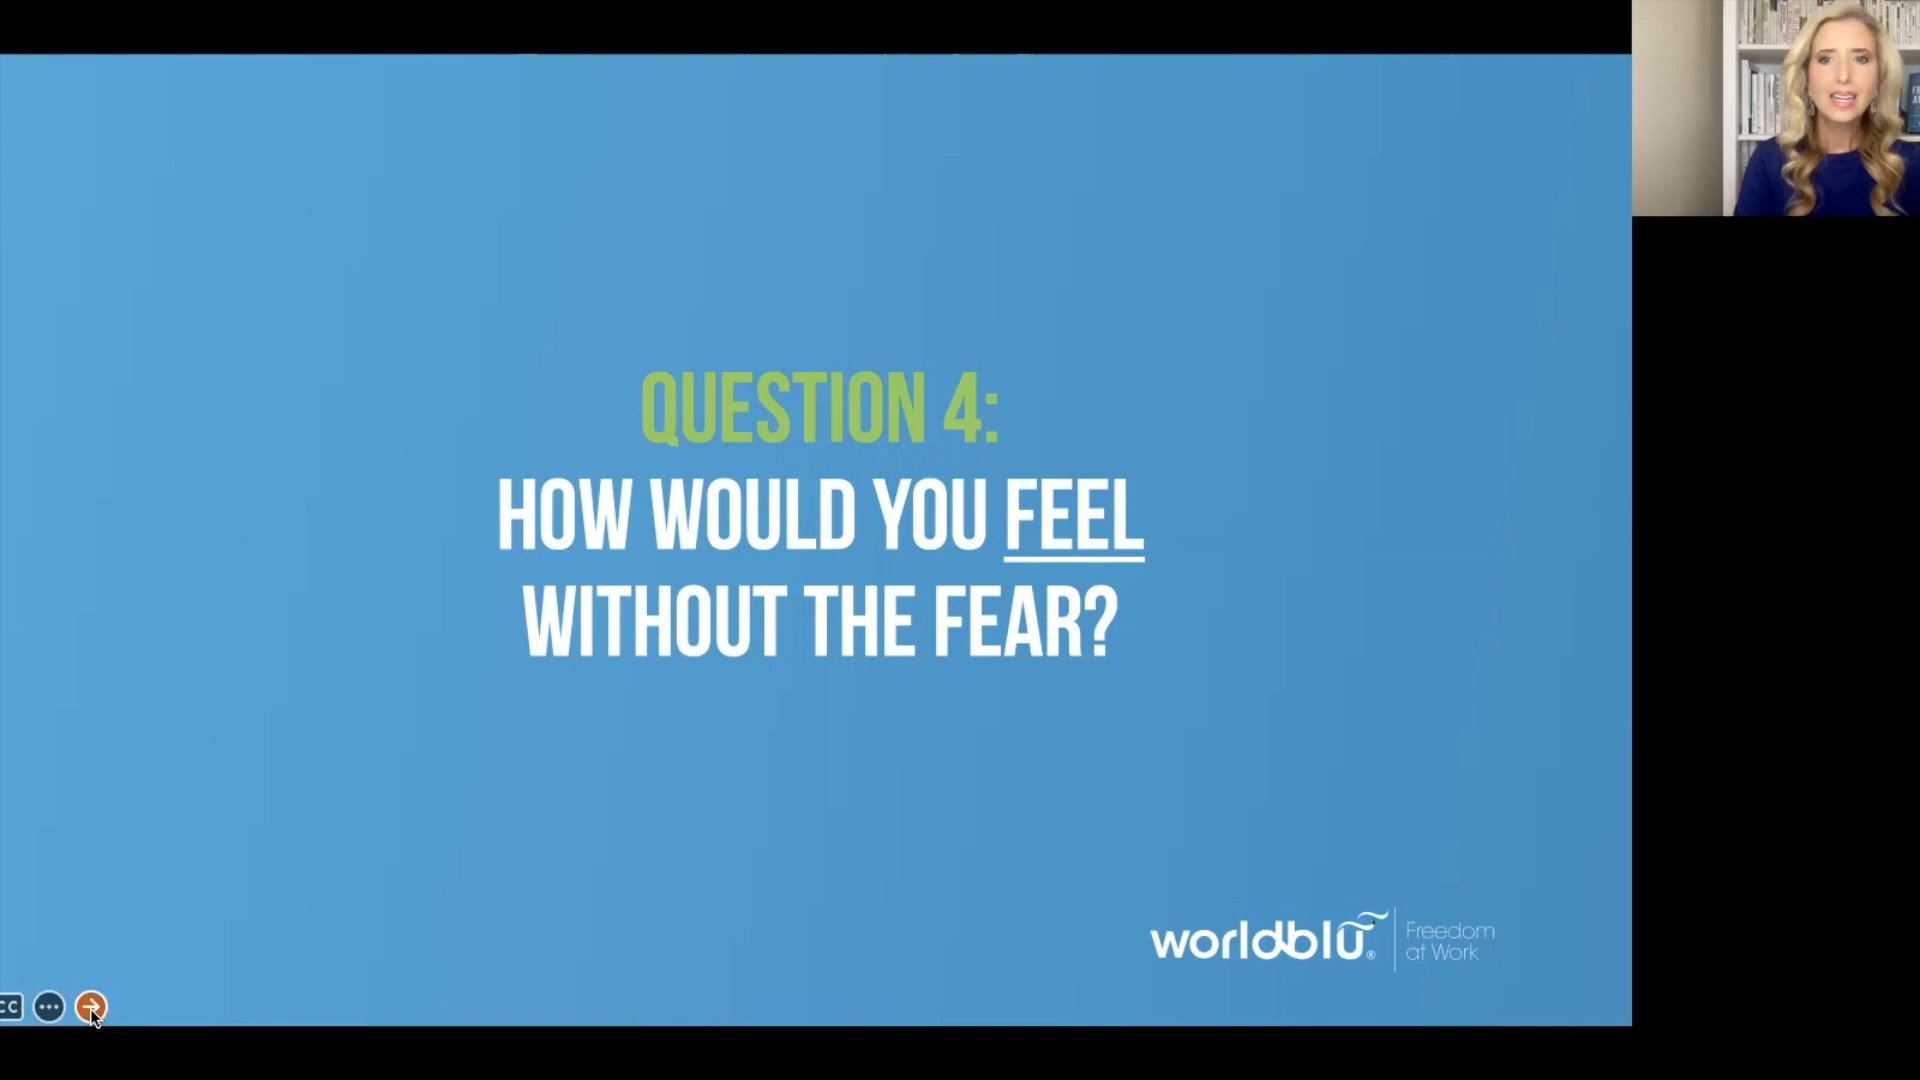 QUESTION 4:
HOW WOULD YOU FEEL
WITHOUT THE FEAR?
worldblu®
Freedom
at Work
CC